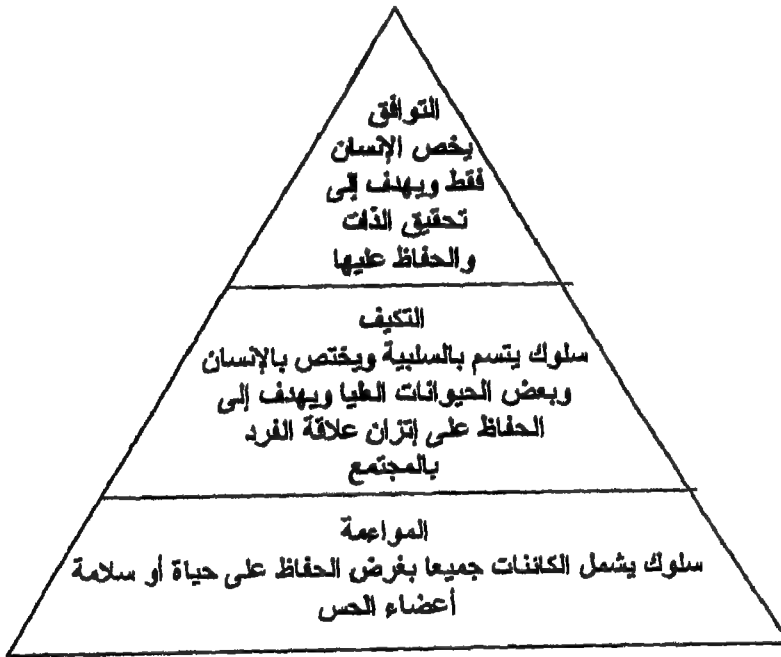 التوافق
يخص الإنسان
فقط ويهدف إلى
تحقيق الذات
والحفاظ عليها
التكيف
سلوك يتسم بالسلبية ويختص بالإنسان
وبعض الحيوانات العليا ويهدف إلى
الحفاظ على إتزان علاقة الفرد
بالمجتمع
المواعمة
سلوك يشمل الكائنات جميعا بغرض الحفاظ على حياة أو سلامة
أعضاء الحس